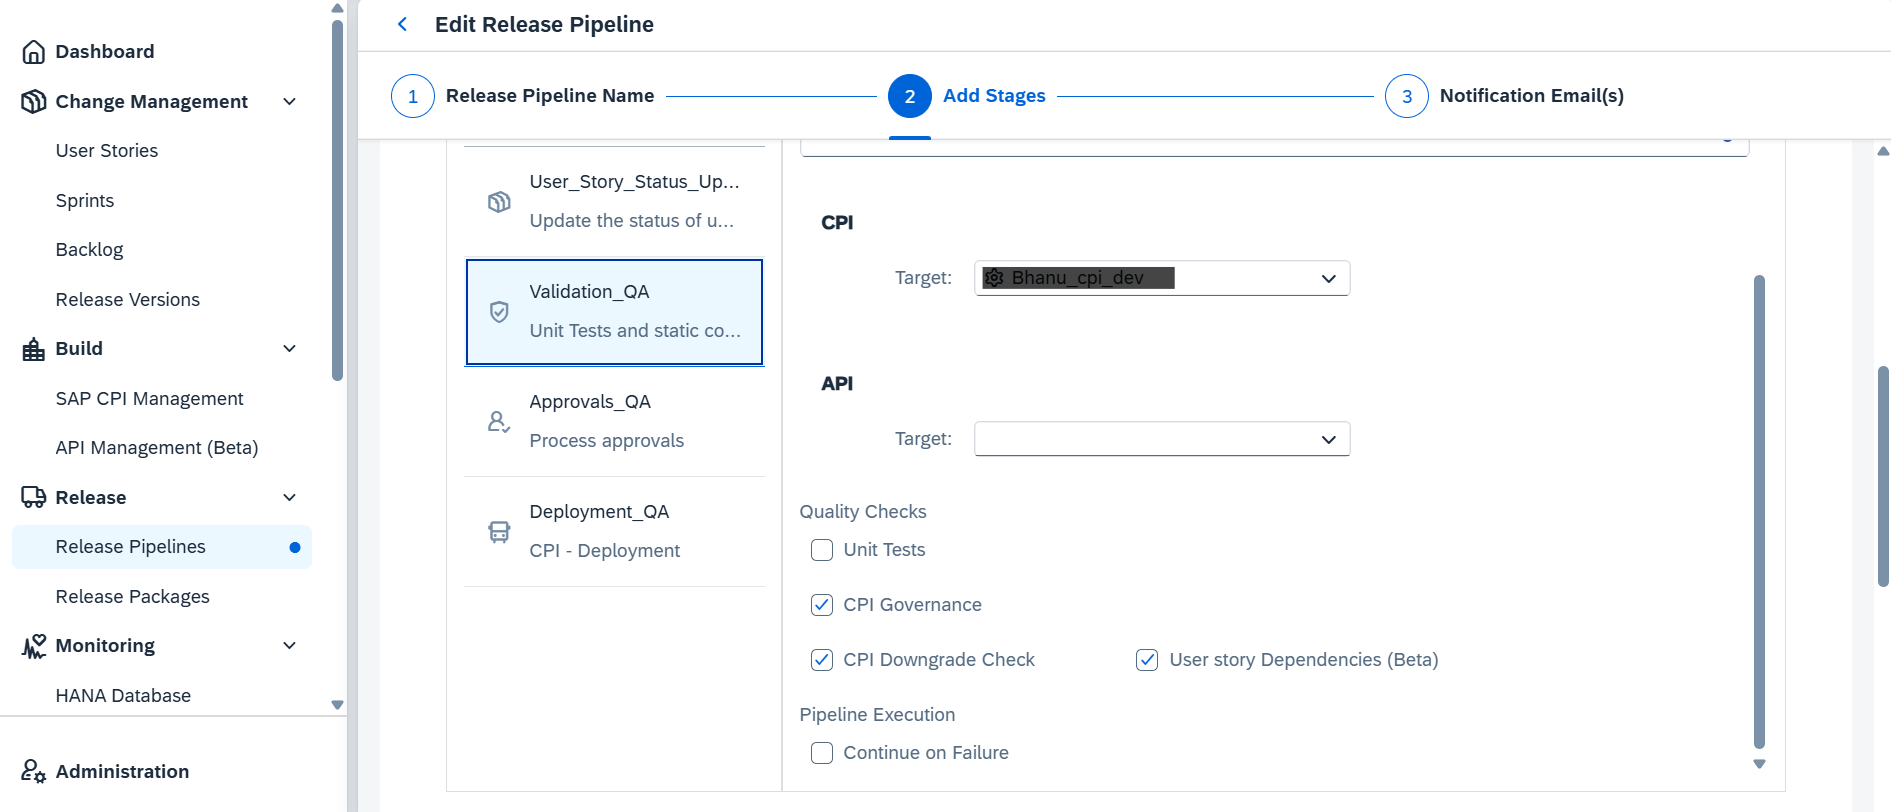 Dashboard
Change Management
User Stories
Sprints
Backlog
Release Versions
Build
SAP CPI Management
API Management (Beta)
Release
Release Pipelines
Release Packages
Monitoring
HANA Database
Administration
Edit Release Pipeline
1 Release Pipeline Name
2 Add Stages
3 Notification Email(s)
User_Story_Status_Up...
Update the status of u...
Validation_QA
Unit Tests and static co...
Approvals_QA
Process approvals
Deployment_QA
CPI - Deployment
CPI
Target: Bhanu_cpi_dev
API
Target:
Quality Checks
Unit Tests
CPI Governance
CPI Downgrade Check User story Dependencies (Beta)
Pipeline Execution
Continue on Failure